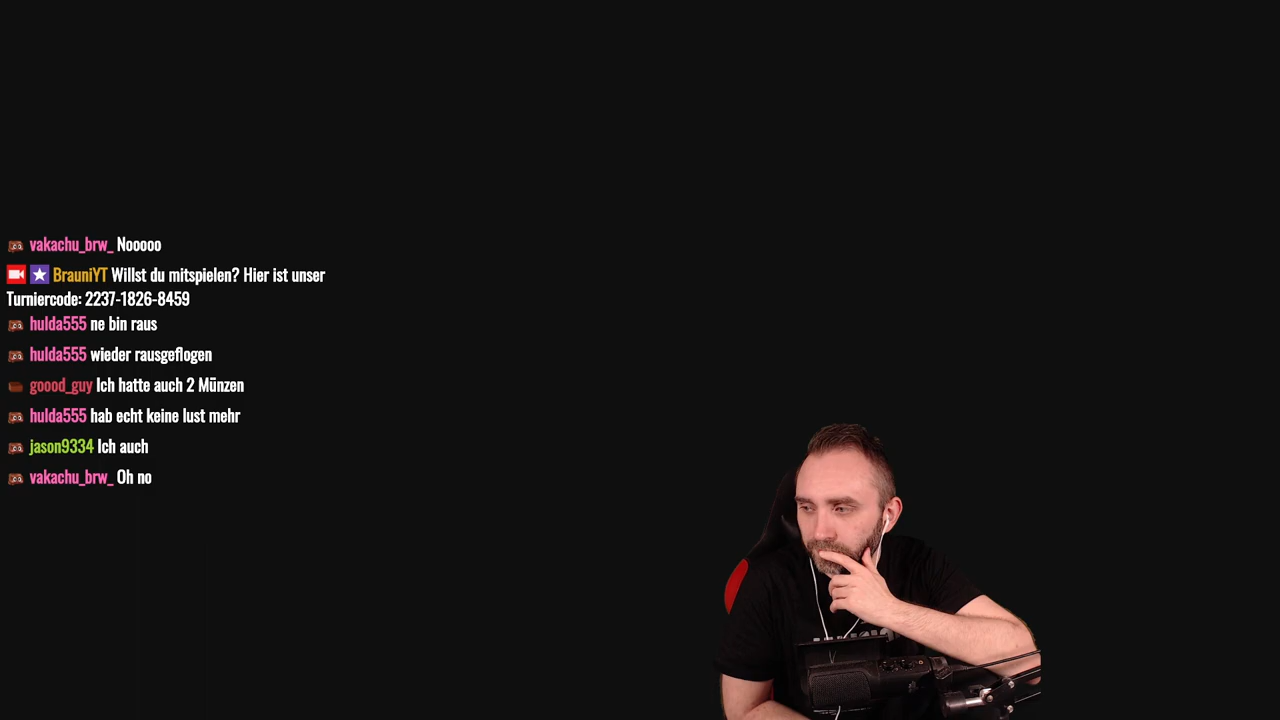 vakachu_brw_ Nooooo
BrauniYT Willst du mitspielen? Hier ist unser
Turniercode: 2237-1826-8459
hulda555 ne bin raus
hulda555 wieder rausgeflogen
goood_guy Ich hatte auch 2 Münzen
hulda555 hab echt keine lust mehr
jason9334 Ich auch
vakachu_brw_ Oh no